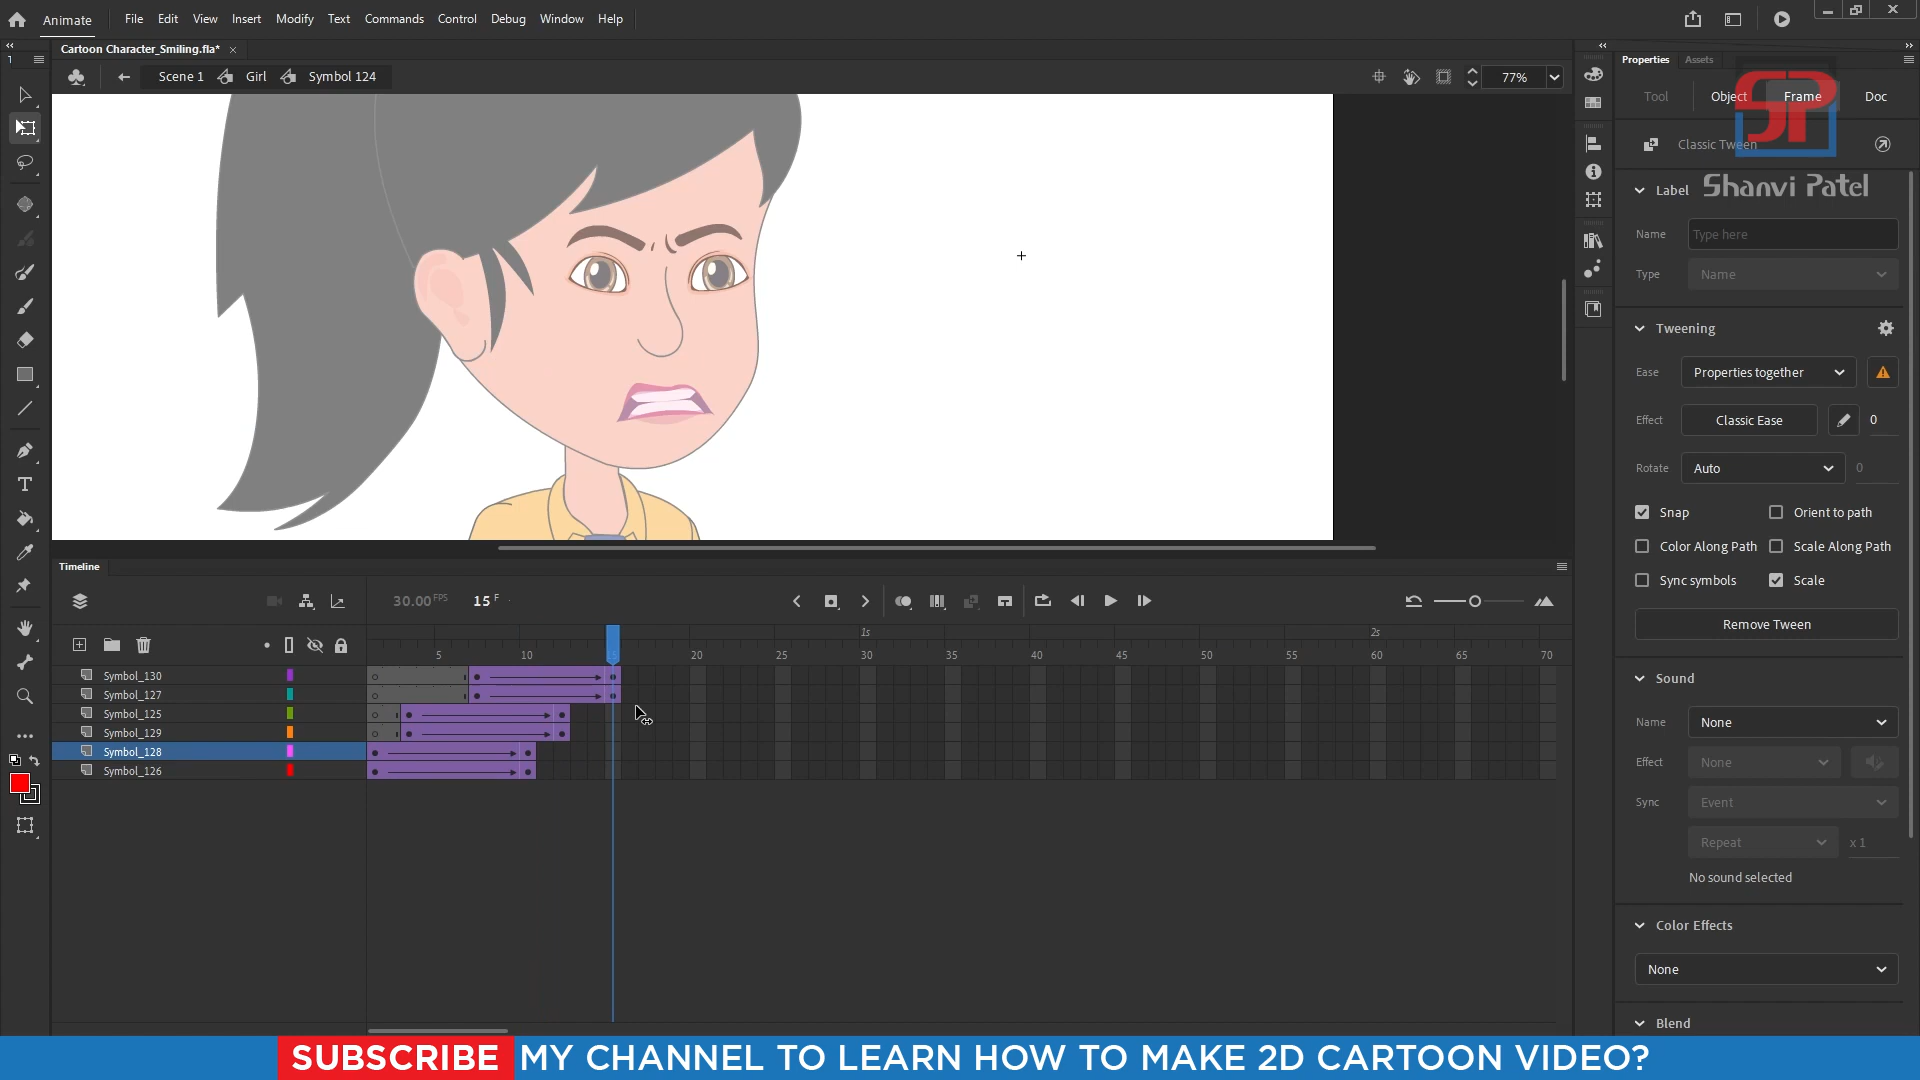 Animate File Edit View Insert Modify Text Commands Control Debug Window Help
Cartoon Character_Smiling.fla* ×
Scene 1 Girl Symbol 124 77%
Properties Assets
Tool Object Frame Doc
SP
Classic Tween
Label Shanvi Patel
Name Type here
Type Name
Tweening
Ease Properties together
Effect Classic Ease 0
Rotate Auto 0
Snap Orient to path
Color Along Path Scale Along Path
Sync symbols Scale
Remove Tween
Sound
Name None
Effect None
Sync Event
Repeat x 1
No sound selected
Color Effects
None
Blend
Timeline
30.00 FPS 15 F
1s 2s
5 10 15 20 25 30 35 40 45 50 55 60 65 70
Symbol_130
Symbol_127
Symbol_125
Symbol_129
Symbol_128
Symbol_126
SUBSCRIBE MY CHANNEL TO LEARN HOW TO MAKE 2D CARTOON VIDEO?